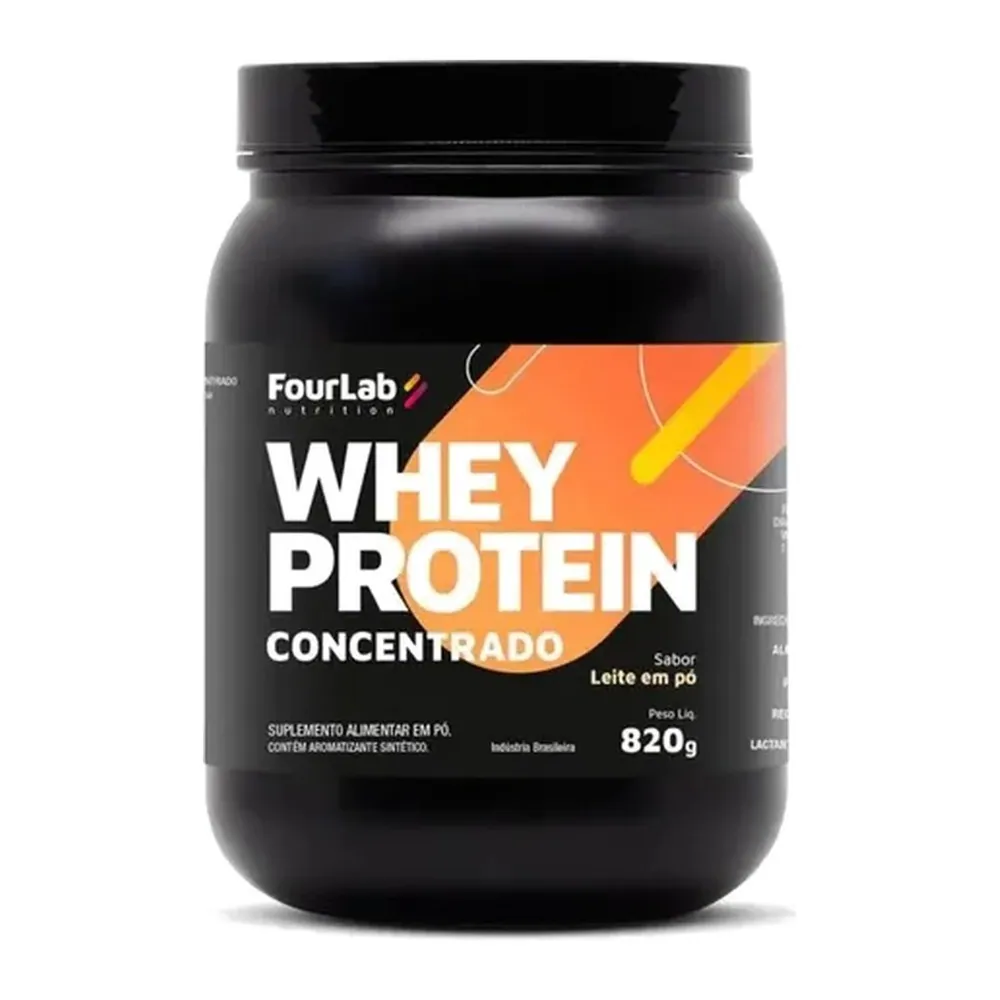 FourLab
nutrition
WHEY
PROTEIN
CONCENTRADO
Sabor
Leite em pó
SUPLEMENTO ALIMENTAR EM PÓ.
CONTÉM AROMATIZANTE SINTÉTICO.
Indústria Brasileira
Peso Líq.
820g